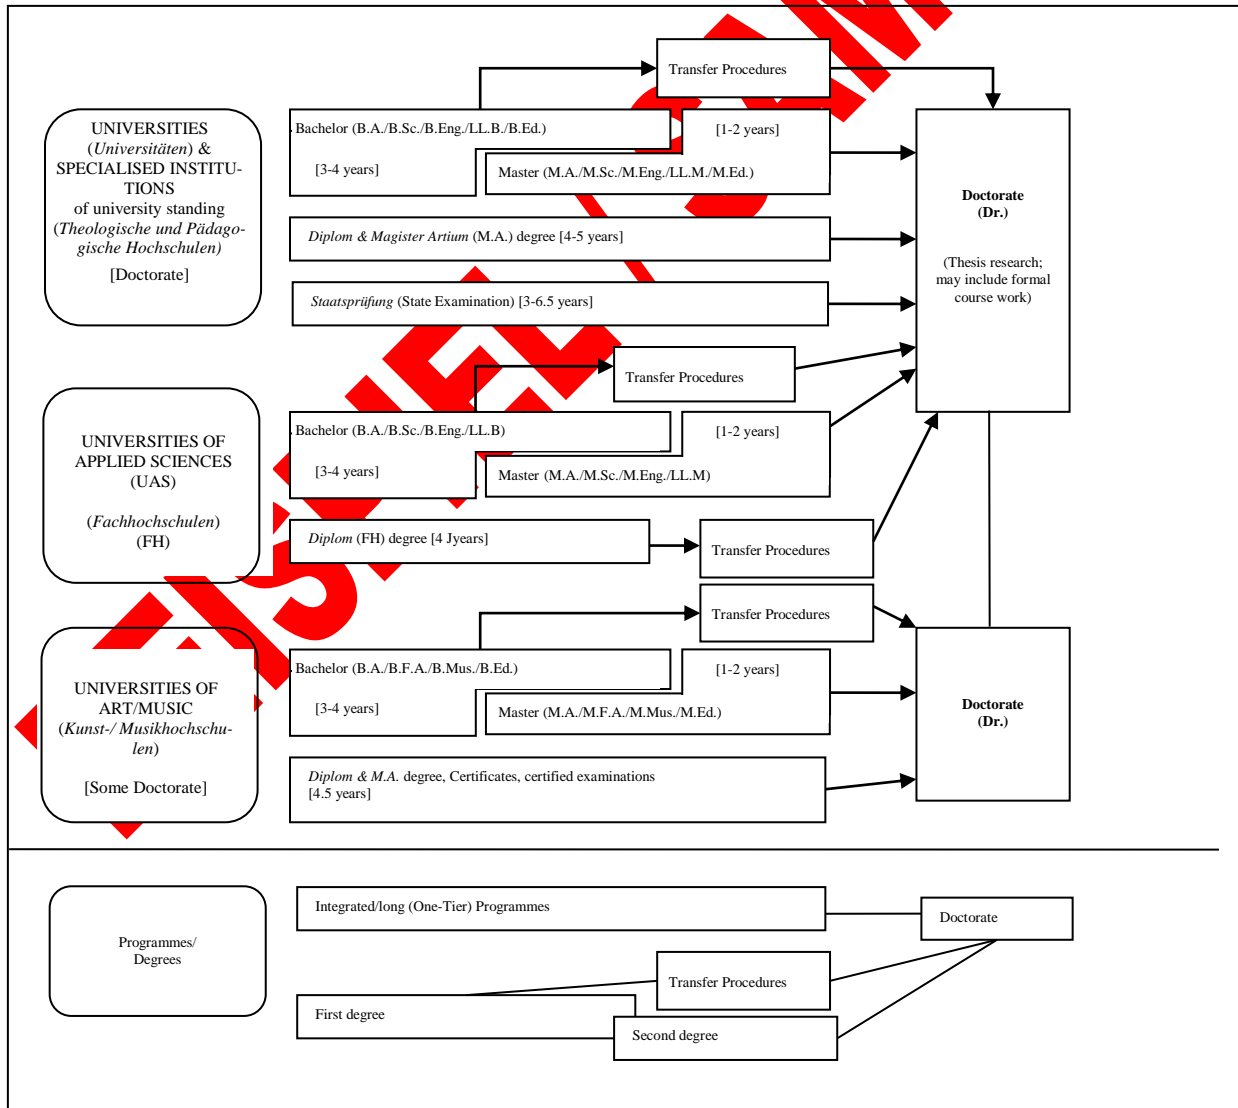 Transfer Procedures
UNIVERSITIES
(Universitäten) &
SPECIALISED INSTITU-
TIONS
of university standing
(Theologische und Pädago-
gische Hochschulen)
[Doctorate]
Bachelor (B.A./B.Sc./B.Eng./LL.B./B.Ed.)
[3-4 years]
[1-2 years]
Master (M.A./M.Sc./M.Eng./LL.M./M.Ed.)
Diplom & Magister Artium (M.A.) degree [4-5 years]
Staatsprüfung (State Examination) [3-6.5 years]
Doctorate
(Dr.)
(Thesis research;
may include formal
course work)
Transfer Procedures
UNIVERSITIES OF
APPLIED SCIENCES
(UAS)
(Fachhochschulen)
(FH)
Bachelor (B.A./B.Sc./B.Eng./LL.B)
[3-4 years]
[1-2 years]
Master (M.A./M.Sc./M.Eng./LL.M)
Diplom (FH) degree [4 Jyears]
Transfer Procedures
Transfer Procedures
UNIVERSITIES OF
ART/MUSIC
(Kunst-/ Musikhochschu-
len)
[Some Doctorate]
Bachelor (B.A./B.F.A./B.Mus./B.Ed.)
[3-4 years]
[1-2 years]
Master (M.A./M.F.A./M.Mus./M.Ed.)
Diplom & M.A. degree, Certificates, certified examinations
[4.5 years]
Doctorate
(Dr.)
Programmes/
Degrees
Integrated/long (One-Tier) Programmes
Doctorate
Transfer Procedures
First degree
Second degree